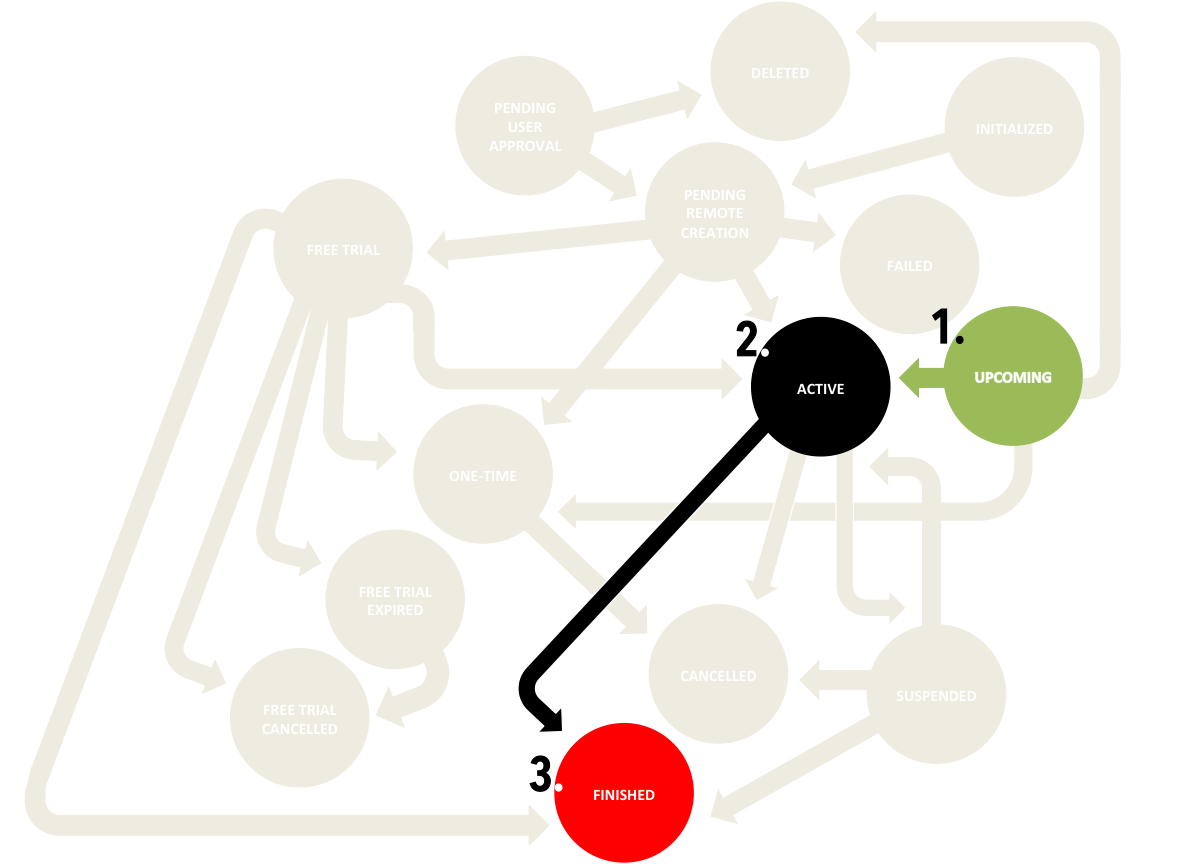 DELETED
PENDING
USER
APPROVAL
INITIALIZED
PENDING
REMOTE
CREATION
FREE TRIAL
FAILED
1.
UPCOMING
2.
ACTIVE
ONE-TIME
FREE TRIAL
EXPIRED
CANCELLED
SUSPENDED
FREE TRIAL
CANCELLED
3.
FINISHED